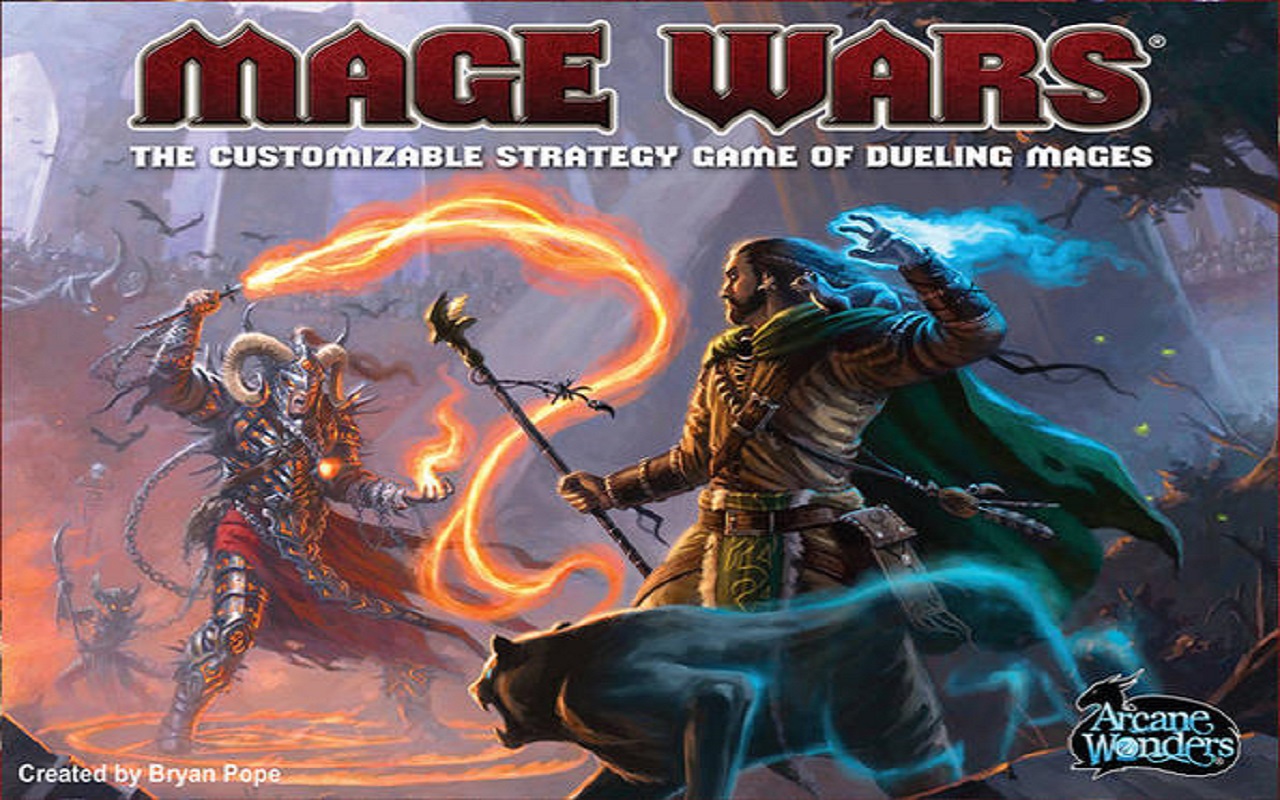 MAGE WARS®
THE CUSTOMIZABLE STRATEGY GAME OF DUELING MAGES
Arcane
Wonders®
Created by Bryan Pope